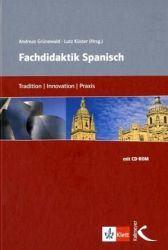 Andreas Grünewald · Lutz Küster (Hrsg.)
Fachdidaktik Spanisch
Tradition | Innovation | Praxis
mit CD-ROM
Klett
Kallmeyer